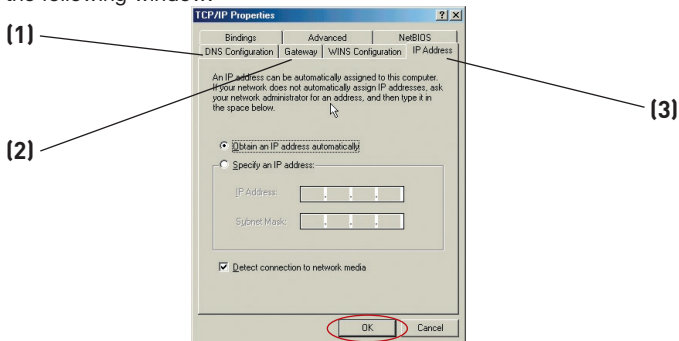 the following window.
TCP/IP Properties
? ×
(1)
Bindings Advanced NetBIOS
DNS Configuration Gateway WINS Configuration IP Address
An IP address can be automatically assigned to this computer.
If your network does not automatically assign IP addresses, ask
your network administrator for an address, and then type it in
the space below.
(3)
(2)
Obtain an IP address automatically
Specify an IP address:
IP Address:
Subnet Mask:
Detect connection to network media
OK Cancel